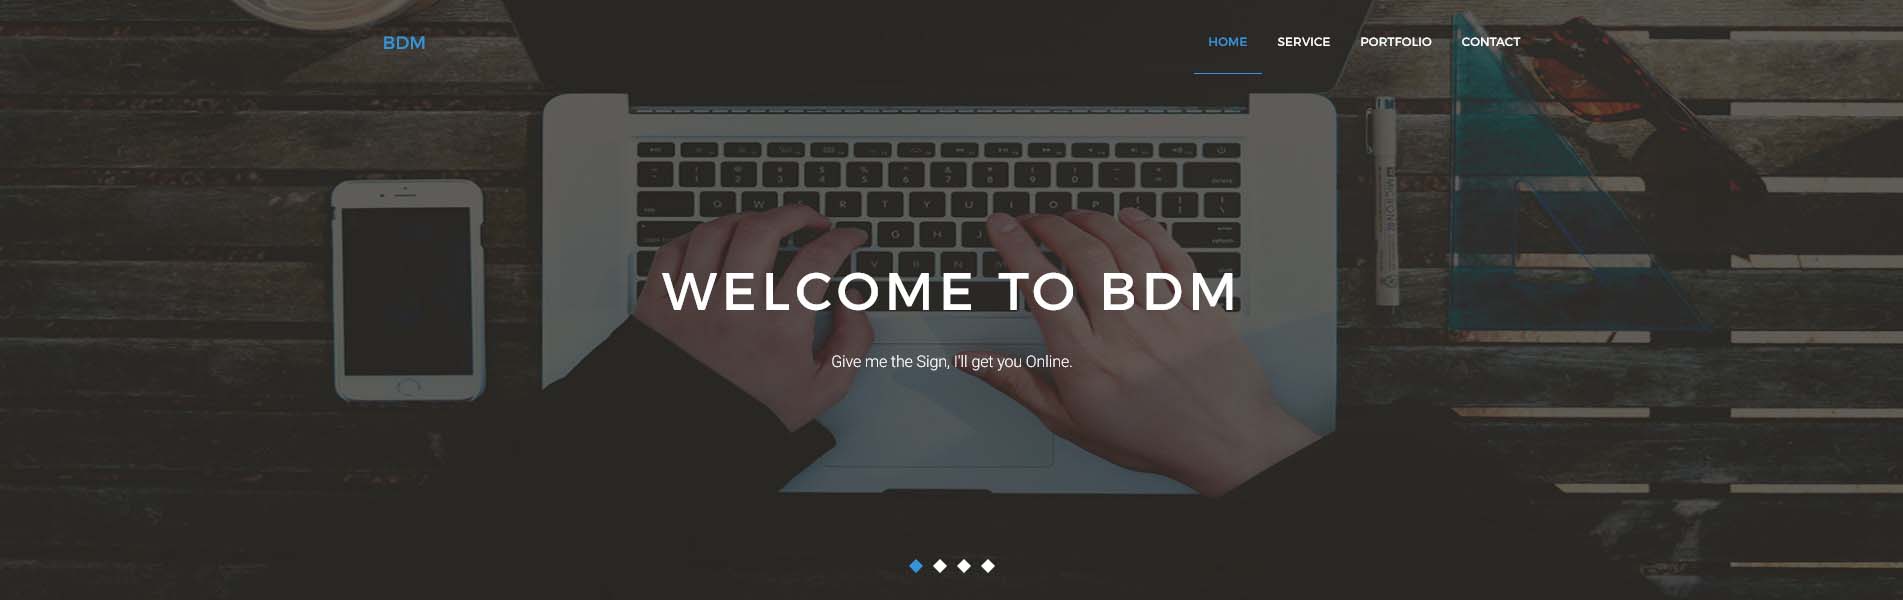 BDM
HOME SERVICE PORTFOLIO CONTACT
WELCOME TO BDM
Give me the Sign, I'll get you Online.